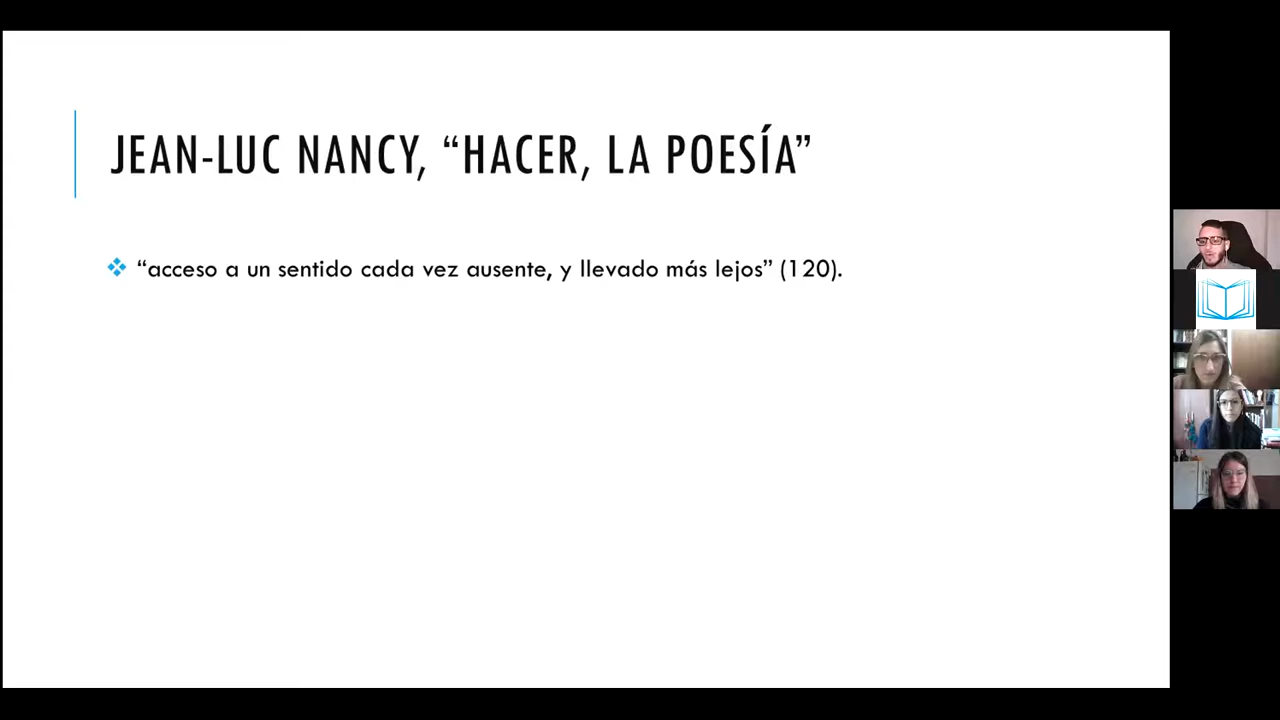 JEAN-LUC NANCY, “HACER, LA POESÍA”
“acceso a un sentido cada vez ausente, y llevado más lejos” (120).